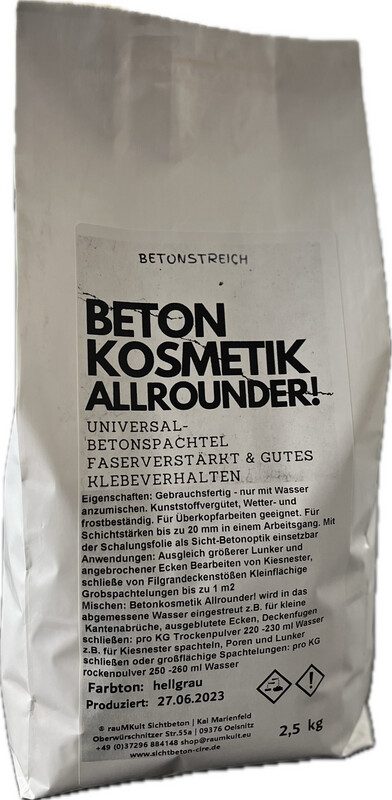 BETONSTREICH
BETON
KOSMETIK
ALLROUNDER!
UNIVERSAL-
BETONSPACHTEL
FASERVERSTÄRKT & GUTES
KLEBEVERHALTEN
Eigenschaften: Gebrauchsfertig - nur mit Wasser
anzumischen. Kunststoffvergütet, Wetter- und
frostbeständig. Für Überkopfarbeiten geeignet. Für
Schichtstärken bis zu 20 mm in einem Arbeitsgang. Mit
der Schalungsfolie als Sicht-Betonoptik einsetzbar
Anwendungen: Ausgleich größerer Lunker und
angebrochener Ecken Bearbeiten von Kiesnester,
schließe von Filgrandeckenstößen Kleinflächige
Grobspachtelungen bis zu 1 m2
Mischen: Betonkosmetik Allrounder! wird in das
abgemessene Wasser eingestreut z.B. für kleine
Kantenabrüche, ausgeblutete Ecken, Deckenfugen
schließen: pro KG Trockenpulver 220 -230 ml Wasser
z.B. für Kiesnester spachteln, Poren und Lunker
schließen oder großflächige Spachtelungen: pro KG
rockenpulver 250 -260 ml Wasser
Farbton: hellgrau
Produziert: 27.06.2023
® rauMKult Sichtbeton | Kai Marienfeld
Oberwürschnitzer Str.55a | 09376 Oelsnitz
+49 (0)37296 884148 shop@raumkult.eu
www.sichtbeton-cire.de
2,5 kg